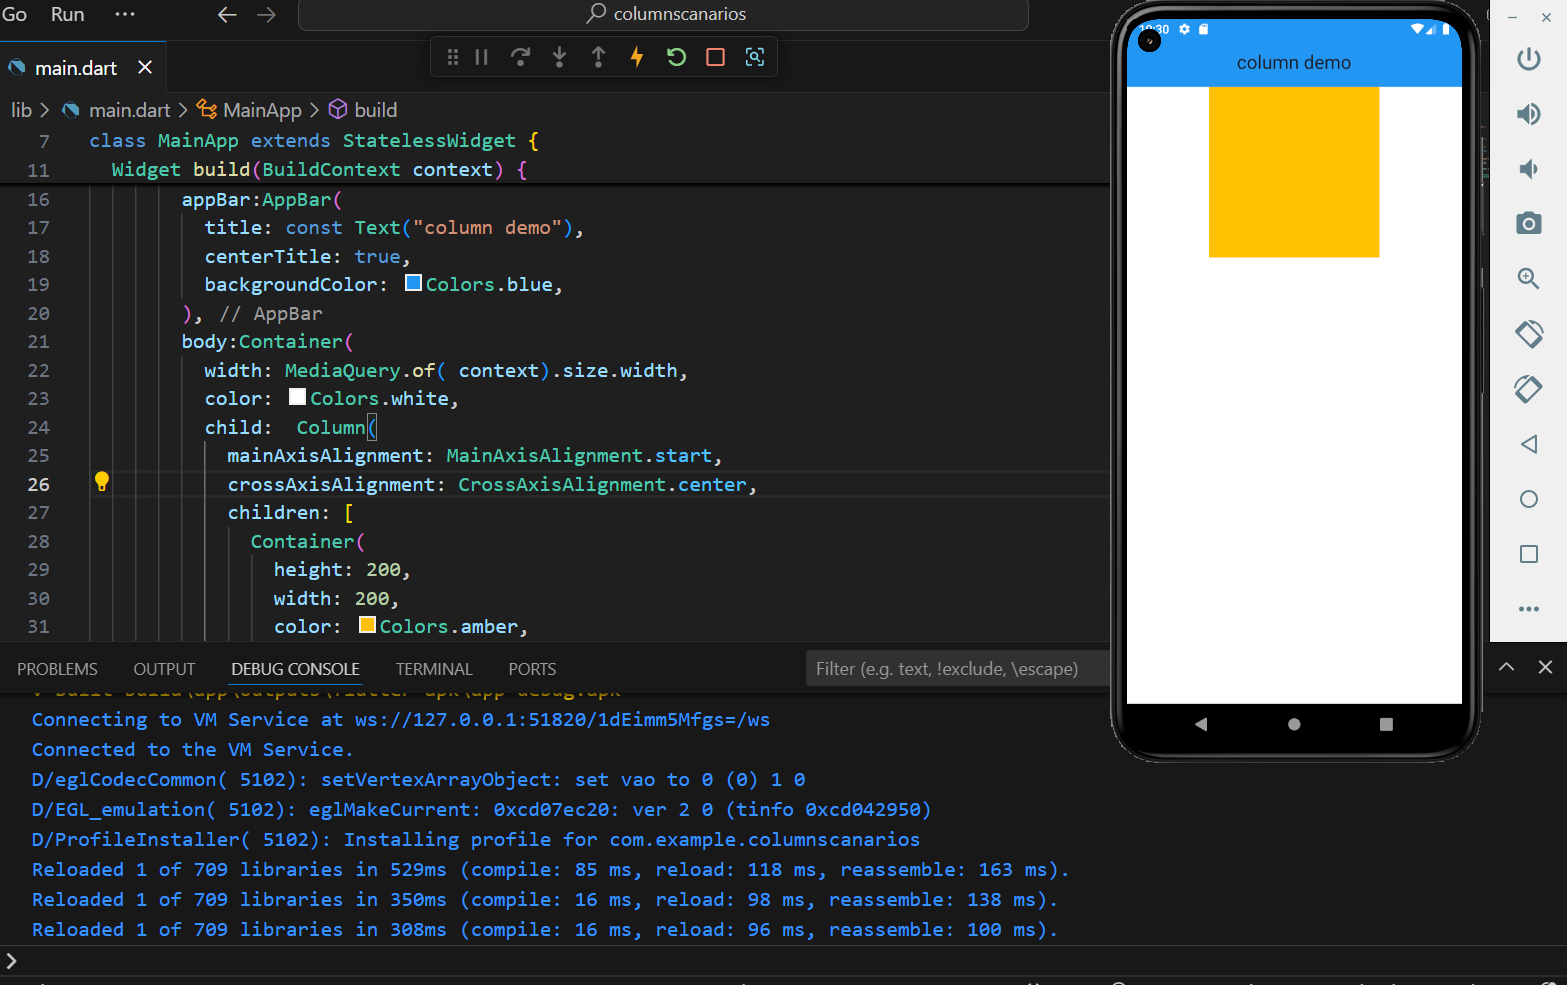 Go Run ···
columnscanarios
main.dart
lib > main.dart > MainApp > build
7 class MainApp extends StatelessWidget {
11 Widget build(BuildContext context) {
16 appBar:AppBar(
17 title: const Text("column demo"),
18 centerTitle: true,
19 backgroundColor: Colors.blue,
20 ), // AppBar
21 body:Container(
22 width: MediaQuery.of( context).size.width,
23 color: Colors.white,
24 child:  Column(
25 mainAxisAlignment: MainAxisAlignment.start,
26 crossAxisAlignment: CrossAxisAlignment.center,
27 children: [
28 Container(
29 height: 200,
30 width: 200,
31 color: Colors.amber,
column demo
PROBLEMS OUTPUT DEBUG CONSOLE TERMINAL PORTS
Filter (e.g. text, !exclude, \escape)
√ Built build\app\outputs\flutter-apk\app-debug.apk
Connecting to VM Service at ws://127.0.0.1:51820/1dEimm5Mfgs=/ws
Connected to the VM Service.
D/eglCodecCommon( 5102): setVertexArrayObject: set vao to 0 (0) 1 0
D/EGL_emulation( 5102): eglMakeCurrent: 0xcd07ec20: ver 2 0 (tinfo 0xcd042950)
D/ProfileInstaller( 5102): Installing profile for com.example.columnscanarios
Reloaded 1 of 709 libraries in 529ms (compile: 85 ms, reload: 118 ms, reassemble: 163 ms).
Reloaded 1 of 709 libraries in 350ms (compile: 16 ms, reload: 98 ms, reassemble: 138 ms).
Reloaded 1 of 709 libraries in 308ms (compile: 16 ms, reload: 96 ms, reassemble: 100 ms).